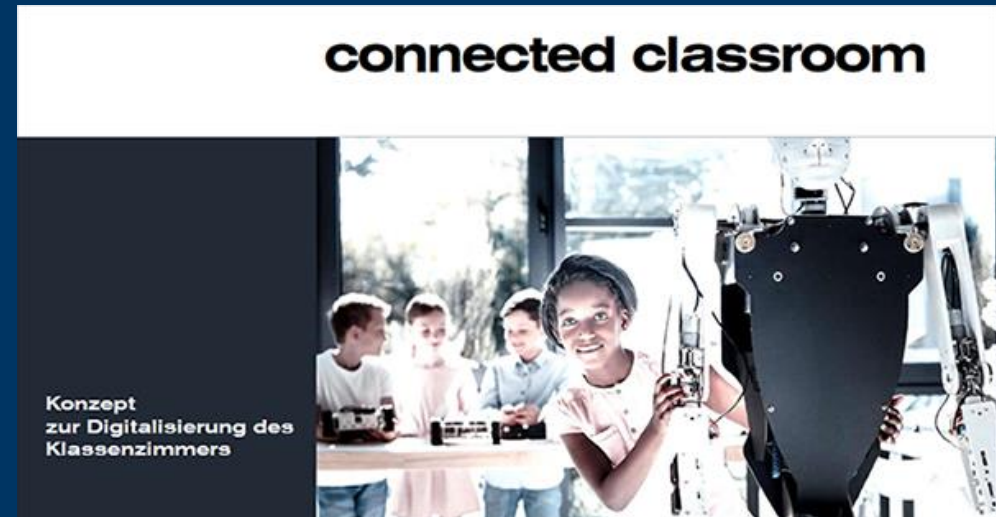 connected classroom
Konzept
zur Digitalisierung des
Klassenzimmers